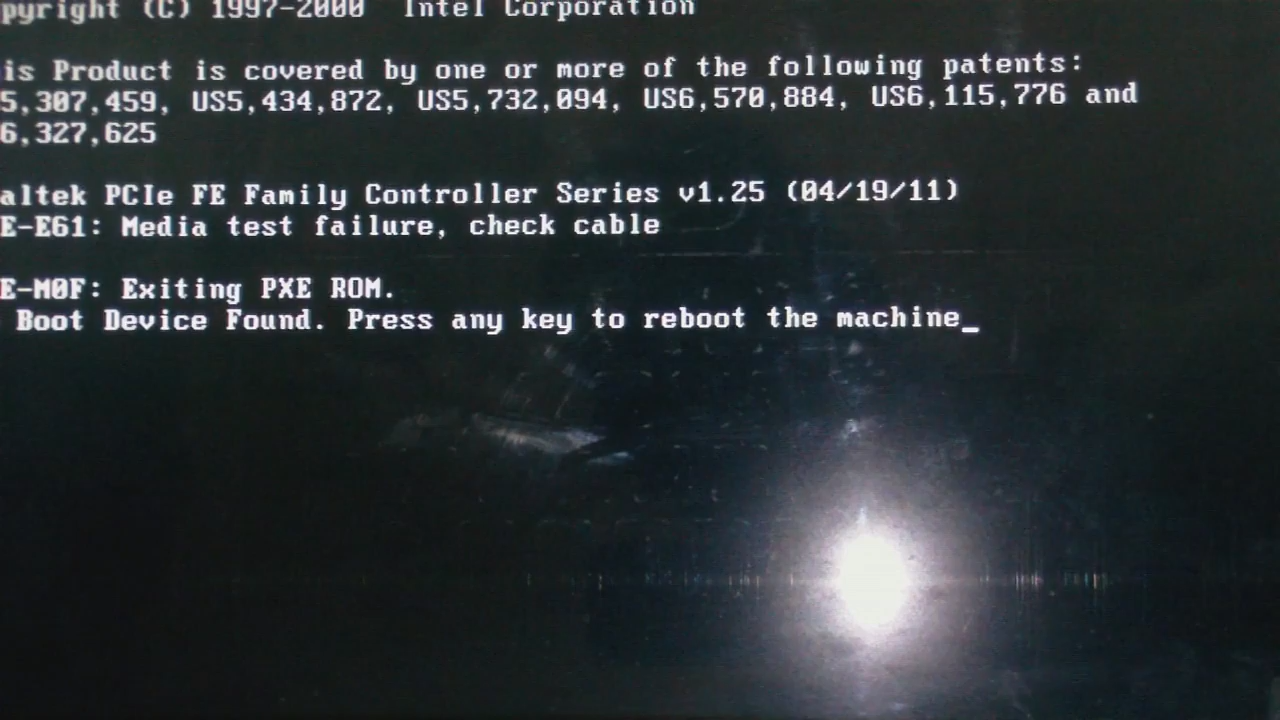 pyright (C) 1997-2000 Intel Corporation
is Product is covered by one or more of the following patents:
5,307,459, US5,434,872, US5,732,094, US6,570,884, US6,115,776 and
6,327,625
altek PCIe FE Family Controller Series v1.25 (04/19/11)
E-E61: Media test failure, check cable
E-M0F: Exiting PXE ROM.
Boot Device Found. Press any key to reboot the machine_